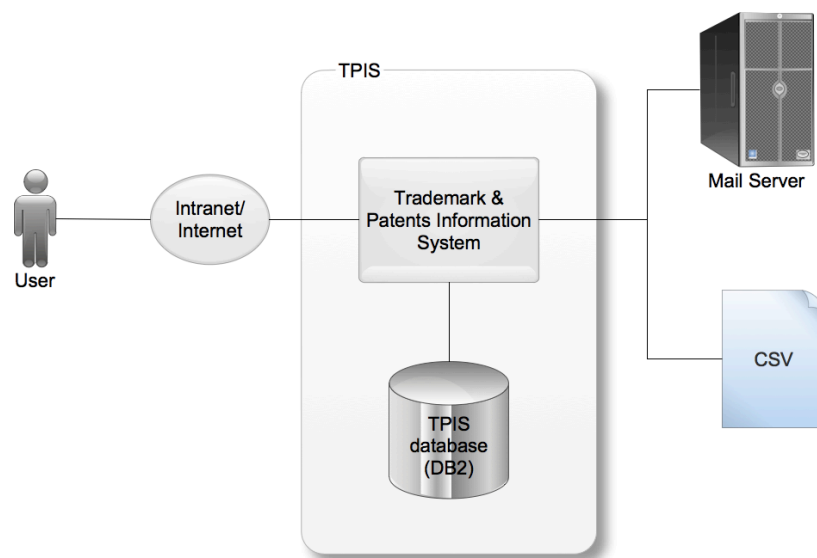 TPIS
Mail Server
Intranet/
Internet
Trademark &
Patents Information
System
User
CSV
TPIS
database
(DB2)